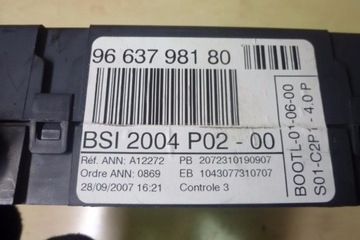 96 637 981 80
BSI 2004 P02 - 00
Réf. ANN: A12272 PB 2072310190907
Ordre ANN: 0869 EB 1043077310707
28/09/2007 16:21 Controle 3
BOOTL-01-06-00
S01-C2P1 - 4.0 P